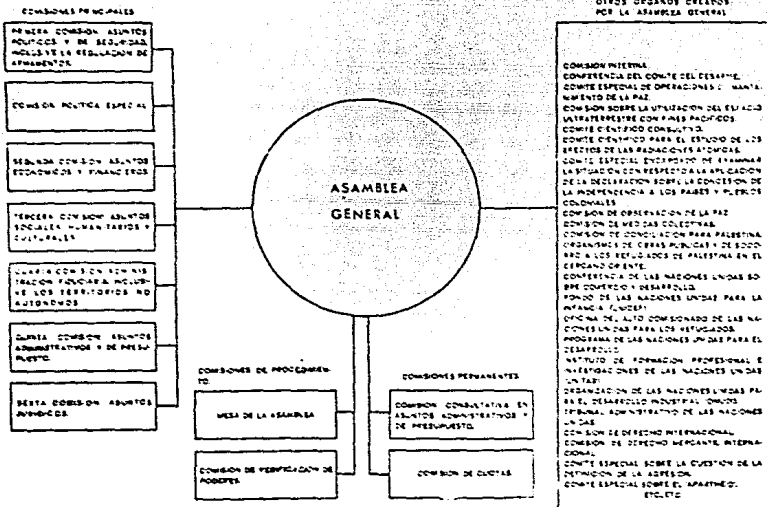 COMISIONES PRINCIPALES
PRIMERA COMISION ASUNTOS
POLITICOS Y DE SEGURIDAD,
INCLUSIVE LA REGULACION DE
ARMAMENTOS.
COMISION POLITICA ESPECIAL
SEGUNDA COMISION ASUNTOS
ECONOMICOS Y FINANCIEROS
TERCERA COMISION ASUNTOS
SOCIALES HUMANITARIOS Y
CULTURALES
CUARTA COMISION ADMINIS
TRACION FIDUCIARIA INCLUSI-
VE LOS TERRITORIOS NO
AUTONOMOS
QUINTA COMISION ASUNTOS
ADMINISTRATIVOS Y DE PRESU-
PUESTO.
SEXTA COMISION ASUNTOS
JURIDICOS.
ASAMBLEA
GENERAL
COMISIONES DE PROCEDIMIEN-
TO.
MESA DE LA ASAMBLEA
COMISION DE VERIFICACION DE
PODERES
COMISIONES PERMANENTES
COMISION CONSULTATIVA EN
ASUNTOS ADMINISTRATIVOS Y
DE PRESUPUESTO.
COMISION DE CUOTAS
OTROS ORGANOS CREADOS
POR LA ASAMBLEA GENERAL
COMISION INTERINA.
CONFERENCIA DEL COMITE DEL DESARME.
COMITE ESPECIAL DE OPERACIONES MANTE-
NIMIENTO DE LA PAZ.
COMISION SOBRE LA UTILIZACION DEL ESPACIO
ULTRATERRESTRE CON FINES PACIFICOS.
COMITE CIENTIFICO CONSULTIVO.
COMITE CIENTIFICO PARA EL ESTUDIO DE LOS
EFECTOS DE LAS RADIACIONES ATOMICAS.
COMITE ESPECIAL ENCARGADO DE EXAMINAR
LA SITUACION CON RESPECTO A LA APLICACION
DE LA DECLARACION SOBRE LA CONCESION DE
LA INDEPENDENCIA A LOS PAISES Y PUEBLOS
COLONIALES
COMISION DE OBSERVACION DE LA PAZ
COMISION DE MEDIDAS COLECTIVAS.
COMISION DE CONCILIACION PARA PALESTINA.
ORGANISMOS DE OBRAS PUBLICAS Y DE SOCO-
RRO A LOS REFUGIADOS DE PALESTINA EN EL
CERCANO ORIENTE.
CONFERENCIA DE LAS NACIONES UNIDAS SO-
BRE COMERCIO Y DESARROLLO.
FONDO DE LAS NACIONES UNIDAS PARA LA
INFANCIA (UNICEF)
OFICINA DEL ALTO COMISIONADO DE LAS NA-
CIONES UNIDAS PARA LOS REFUGIADOS.
PROGRAMA DE LAS NACIONES UNIDAS PARA EL
DESARROLLO
INSTITUTO DE FORMACION PROFESIONAL E
INVESTIGACIONES DE LAS NACIONES UNIDAS
(UNITAR)
ORGANIZACION DE LAS NACIONES UNIDAS PA-
RA EL DESARROLLO INDUSTRIAL
TRIBUNAL ADMINISTRATIVO DE LAS NACIONES
UNIDAS
COMISION DE DERECHO INTERNACIONAL
COMISION DE DERECHO MERCANTIL INTERNA-
CIONAL
COMITE ESPECIAL SOBRE LA CUESTION DE LA
DEFINICION DE LA AGRESION.
COMITE ESPECIAL SOBRE EL APARTHEID.
ETC. ETC.